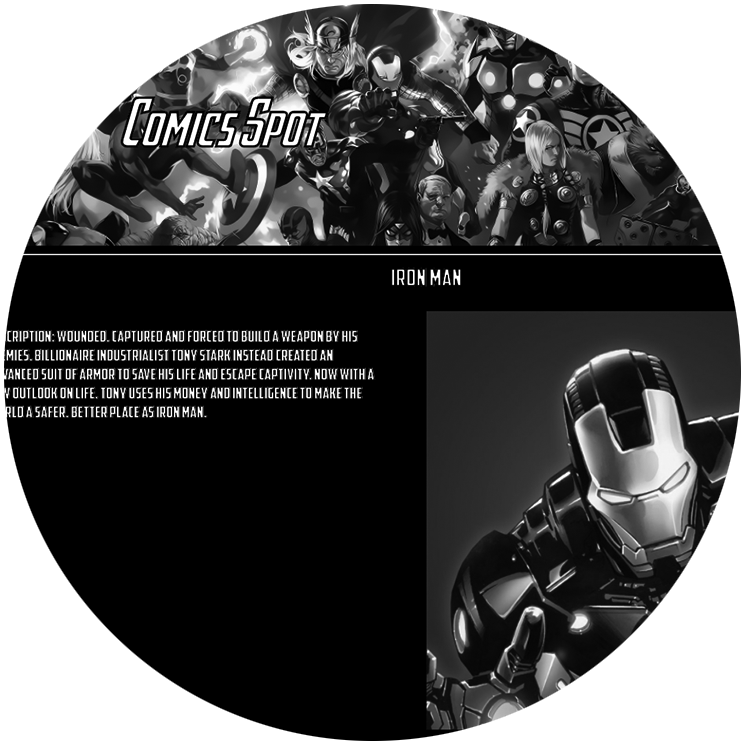 COMICS SPOT
IRON MAN
CRIPTION: WOUNDED, CAPTURED AND FORCED TO BUILD A WEAPON BY HIS
EMIES, BILLIONAIRE INDUSTRIALIST TONY STARK INSTEAD CREATED AN
VANCED SUIT OF ARMOR TO SAVE HIS LIFE AND ESCAPE CAPTIVITY. NOW WITH A
W OUTLOOK ON LIFE, TONY USES HIS MONEY AND INTELLIGENCE TO MAKE THE
RLD A SAFER, BETTER PLACE AS IRON MAN.